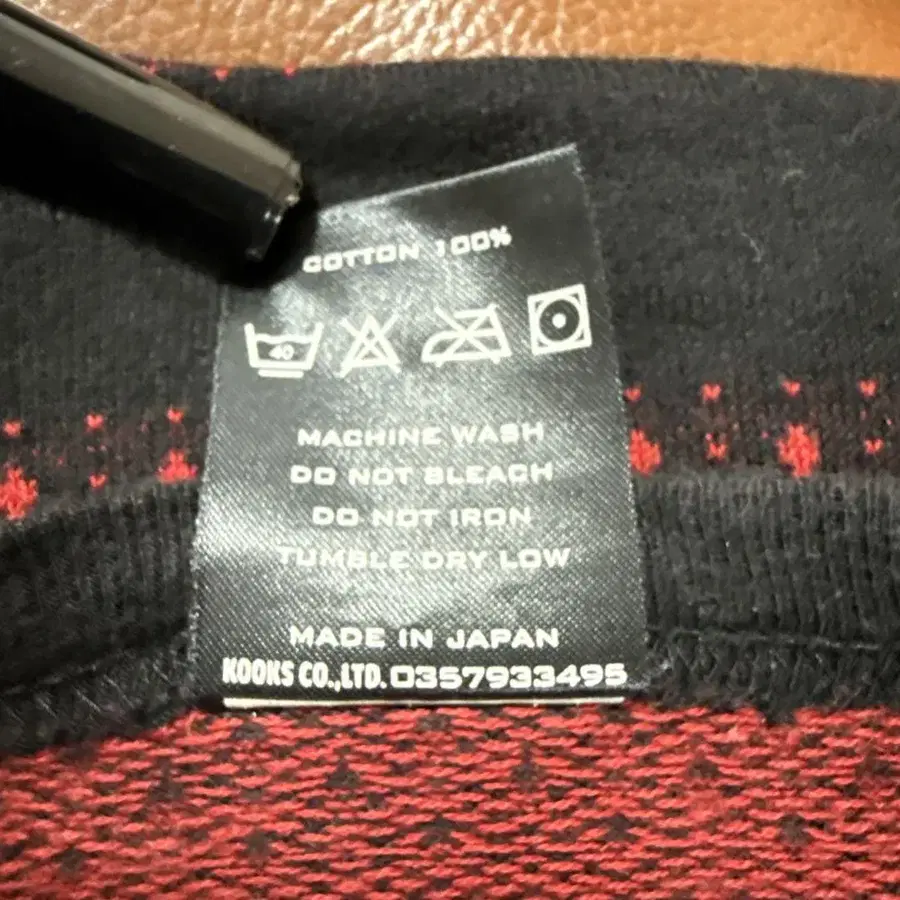 COTTON 100%
40
MACHINE WASH
DO NOT BLEACH
DO NOT IRON
TUMBLE DRY LOW
MADE IN JAPAN
KOOKS CO.,LTD. 0357933495